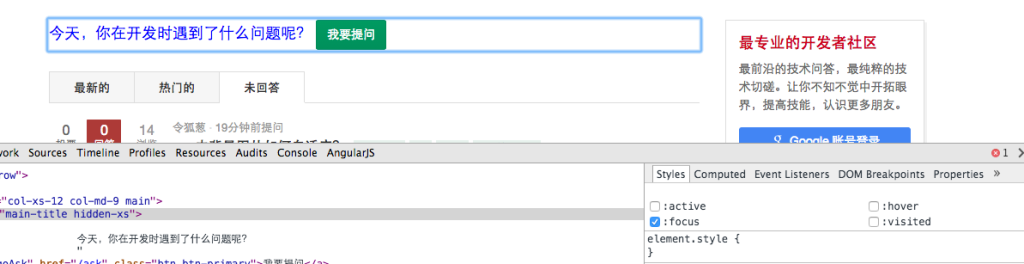 今天，你在开发时遇到了什么问题呢？ 我要提问
最新的 热门的 未回答
0 0 14 令狐葱 · 19分钟前提问
最专业的开发者社区
最前沿的技术问答，最纯粹的技
术切磋。让你不知不觉中开拓眼
界，提高技能，认识更多朋友。
Google 账号登录
work Sources Timeline Profiles Resources Audits Console AngularJS 1
row">
="col-xs-12 col-md-9 main">
"main-title hidden-xs">
今天，你在开发时遇到了什么问题呢？
"
goAsk" href="/ask" class="btn btn-primary">我要提问</a>
Styles Computed Event Listeners DOM Breakpoints Properties »
:active :hover
:focus :visited
element.style {
}